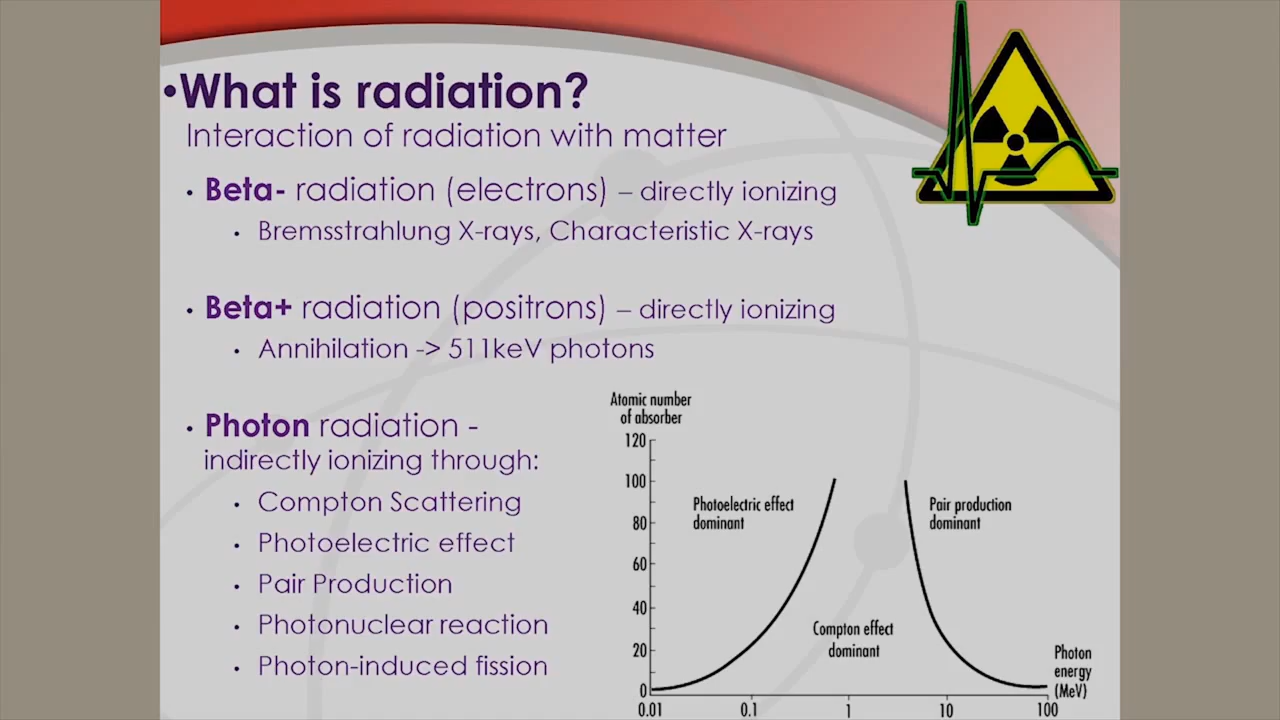 •What is radiation?
Interaction of radiation with matter
• Beta- radiation (electrons) – directly ionizing
• Bremsstrahlung X-rays, Characteristic X-rays
• Beta+ radiation (positrons) – directly ionizing
• Annihilation -> 511keV photons
• Photon radiation -
indirectly ionizing through:
• Compton Scattering
• Photoelectric effect
• Pair Production
• Photonuclear reaction
• Photon-induced fission
Atomic number
of absorber
120
100
80
60
40
20
0
Photoelectric effect
dominant
Pair production
dominant
Compton effect
dominant
Photon
energy
(MeV)
0.01 0.1 1 10 100